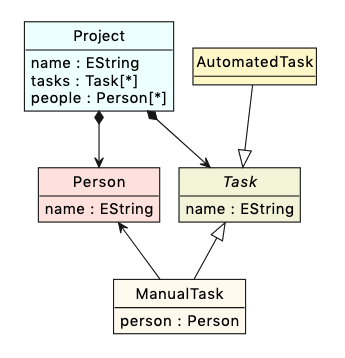 Project
name : EString
tasks : Task[*]
people : Person[*]
AutomatedTask
Person
name : EString
Task
name : EString
ManualTask
person : Person